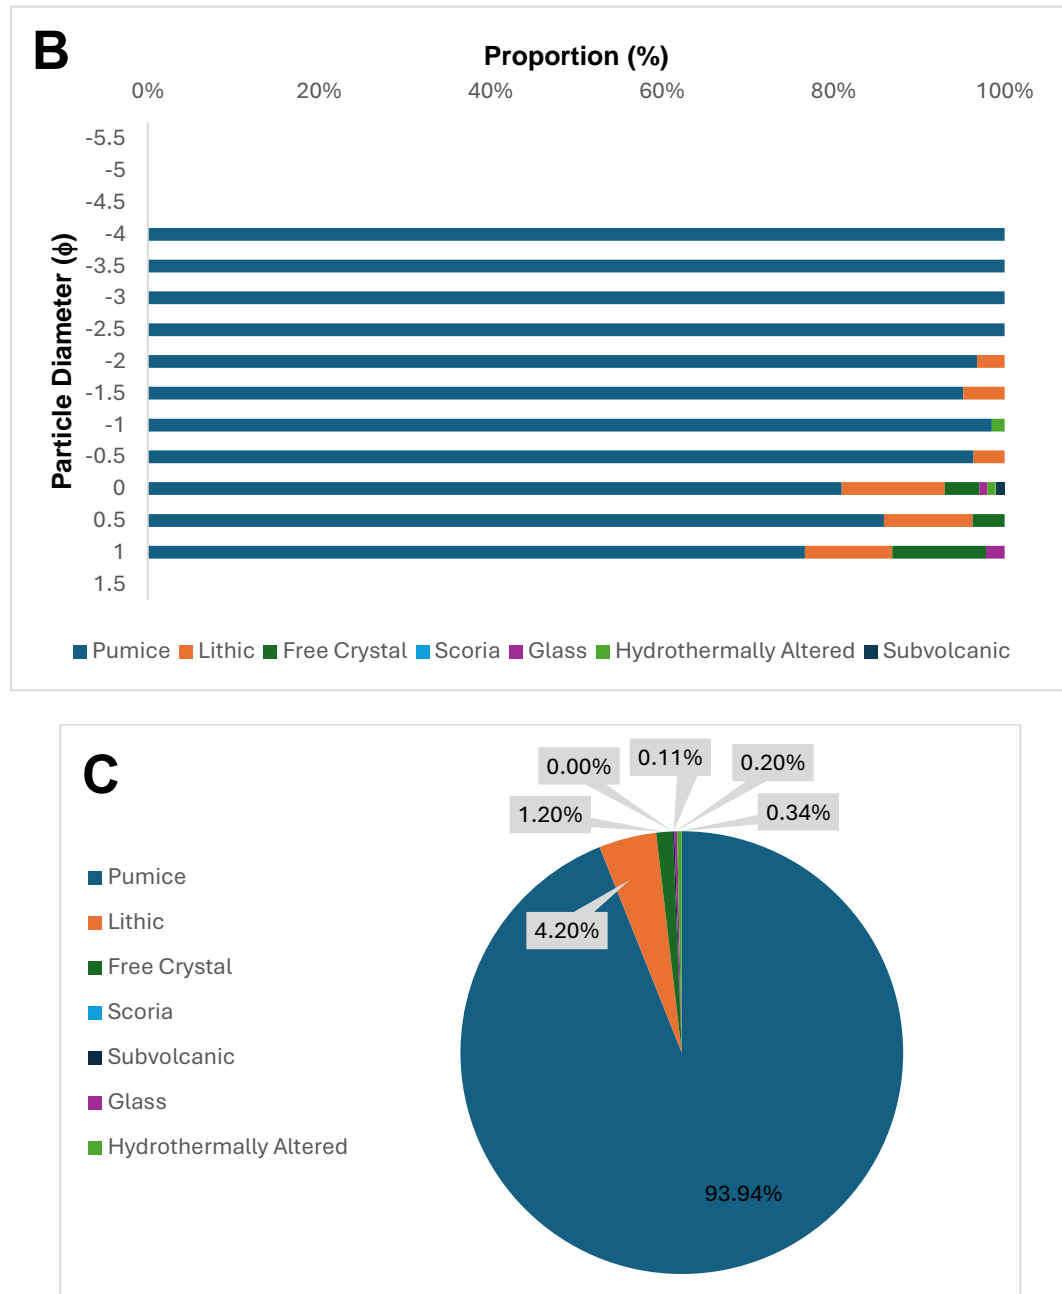 B
Proportion (%)
0% 20% 40% 60% 80% 100%
Particle Diameter (ϕ)
-5.5
-5
-4.5
-4
-3.5
-3
-2.5
-2
-1.5
-1
-0.5
0
0.5
1
1.5
Pumice Lithic Free Crystal Scoria Glass Hydrothermally Altered Subvolcanic
C
0.00% 0.11% 0.20%
1.20% 0.34%
Pumice
Lithic
Free Crystal
Scoria
Subvolcanic
Glass
Hydrothermally Altered
4.20%
93.94%